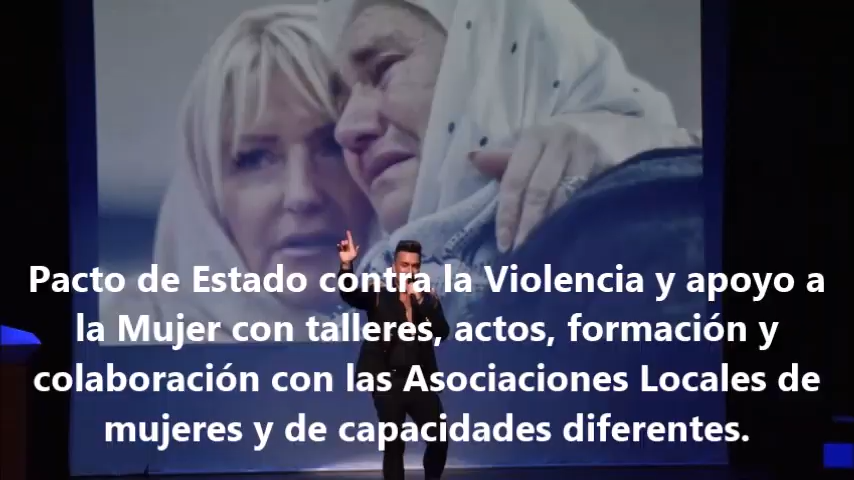 Pacto de Estado contra la Violencia y apoyo a
la Mujer con talleres, actos, formación y
colaboración con las Asociaciones Locales de
mujeres y de capacidades diferentes.